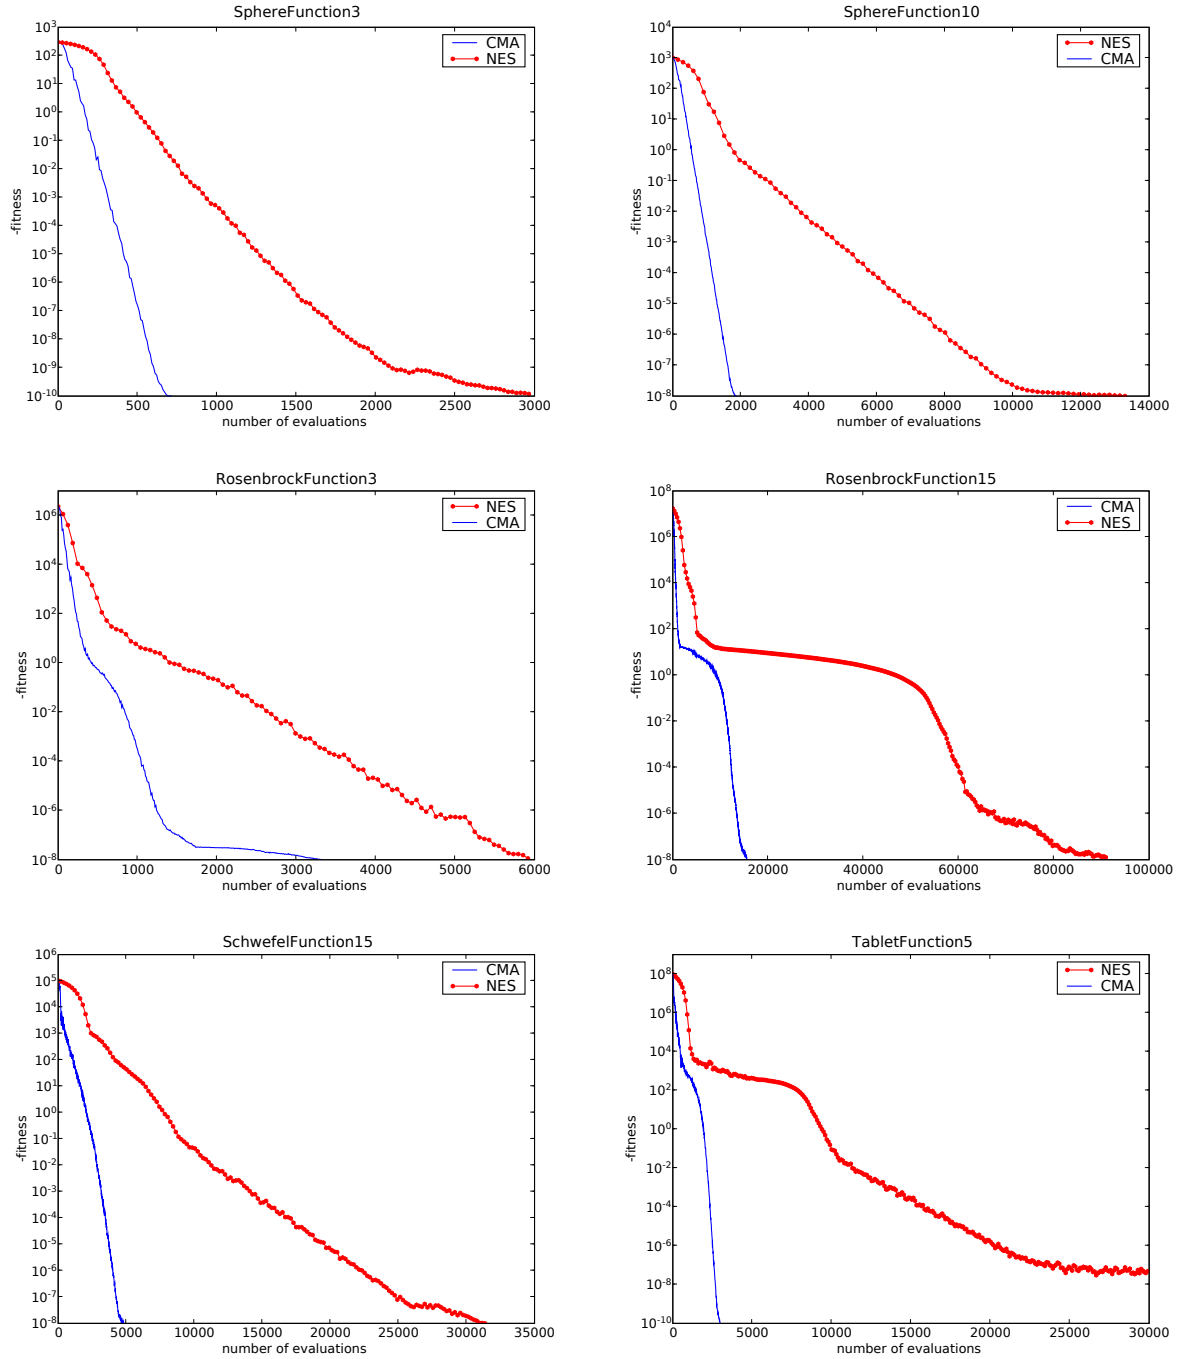 SphereFunction3
10^3
10^2
10^1
10^0
10^-1
10^-2
10^-3
10^-4
10^-5
10^-6
10^-7
10^-8
10^-9
10^-10
-fitness
CMA
NES
0 500 1000 1500 2000 2500 3000
number of evaluations
SphereFunction10
10^4
10^3
10^2
10^1
10^0
10^-1
10^-2
10^-3
10^-4
10^-5
10^-6
10^-7
10^-8
-fitness
NES
CMA
0 2000 4000 6000 8000 10000 12000 14000
number of evaluations
RosenbrockFunction3
10^6
10^4
10^2
10^0
10^-2
10^-4
10^-6
10^-8
-fitness
NES
CMA
0 1000 2000 3000 4000 5000 6000
number of evaluations
RosenbrockFunction15
10^8
10^6
10^4
10^2
10^0
10^-2
10^-4
10^-6
10^-8
-fitness
CMA
NES
0 20000 40000 60000 80000 100000
number of evaluations
SchwefelFunction15
10^6
10^5
10^4
10^3
10^2
10^1
10^0
10^-1
10^-2
10^-3
10^-4
10^-5
10^-6
10^-7
10^-8
-fitness
CMA
NES
0 5000 10000 15000 20000 25000 30000 35000
number of evaluations
TabletFunction5
10^8
10^6
10^4
10^2
10^0
10^-2
10^-4
10^-6
10^-8
10^-10
-fitness
NES
CMA
0 5000 10000 15000 20000 25000 30000
number of evaluations